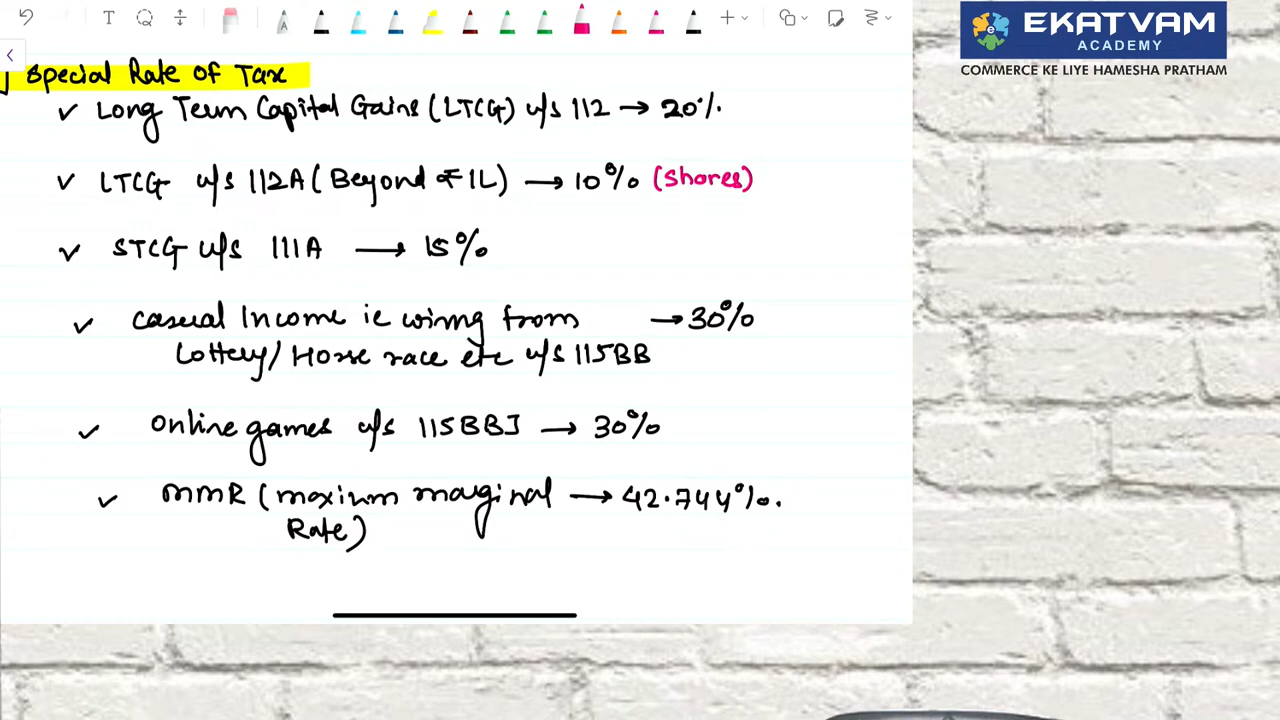 EKATVAM
ACADEMY
COMMERCE KE LIYE HAMESHA PRATHAM
T
Special Rate of Tax
✓ Long Term Capital Gains (LTCG) u/s 112 → 20%
✓ LTCG u/s 112A (Beyond ₹ 1L) → 10% (Shares)
✓ STCG u/s 111A → 15%
✓ Casual Income ie wining from → 30%
Lottery/ Horse race etc u/s 115BB
✓ Online games u/s 115BBJ → 30%
✓ MMR (maximum marginal → 42.744%.
Rate)